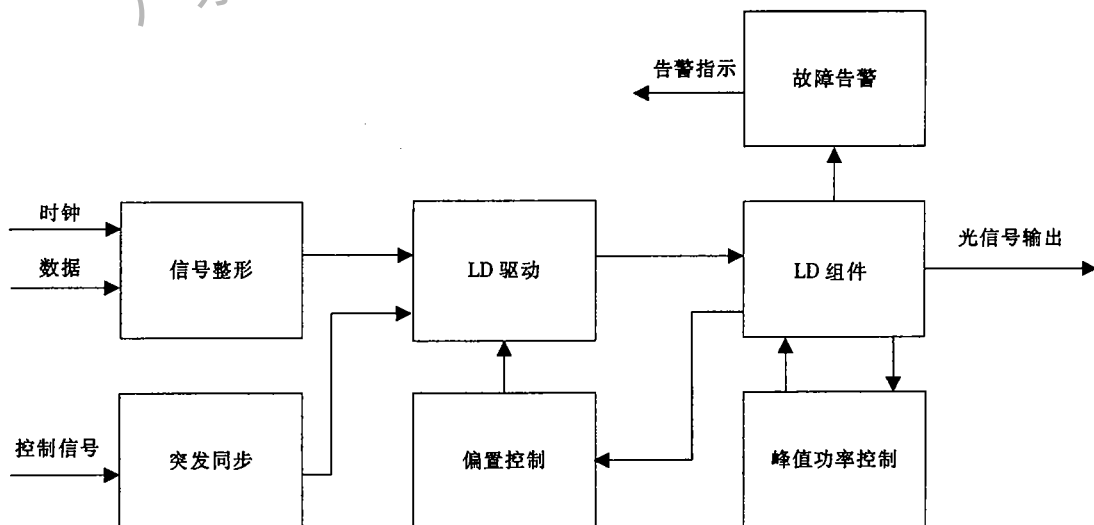 告警指示
故障告警
时钟
数据
信号整形
LD 驱动
LD 组件
光信号输出
控制信号
突发同步
偏置控制
峰值功率控制